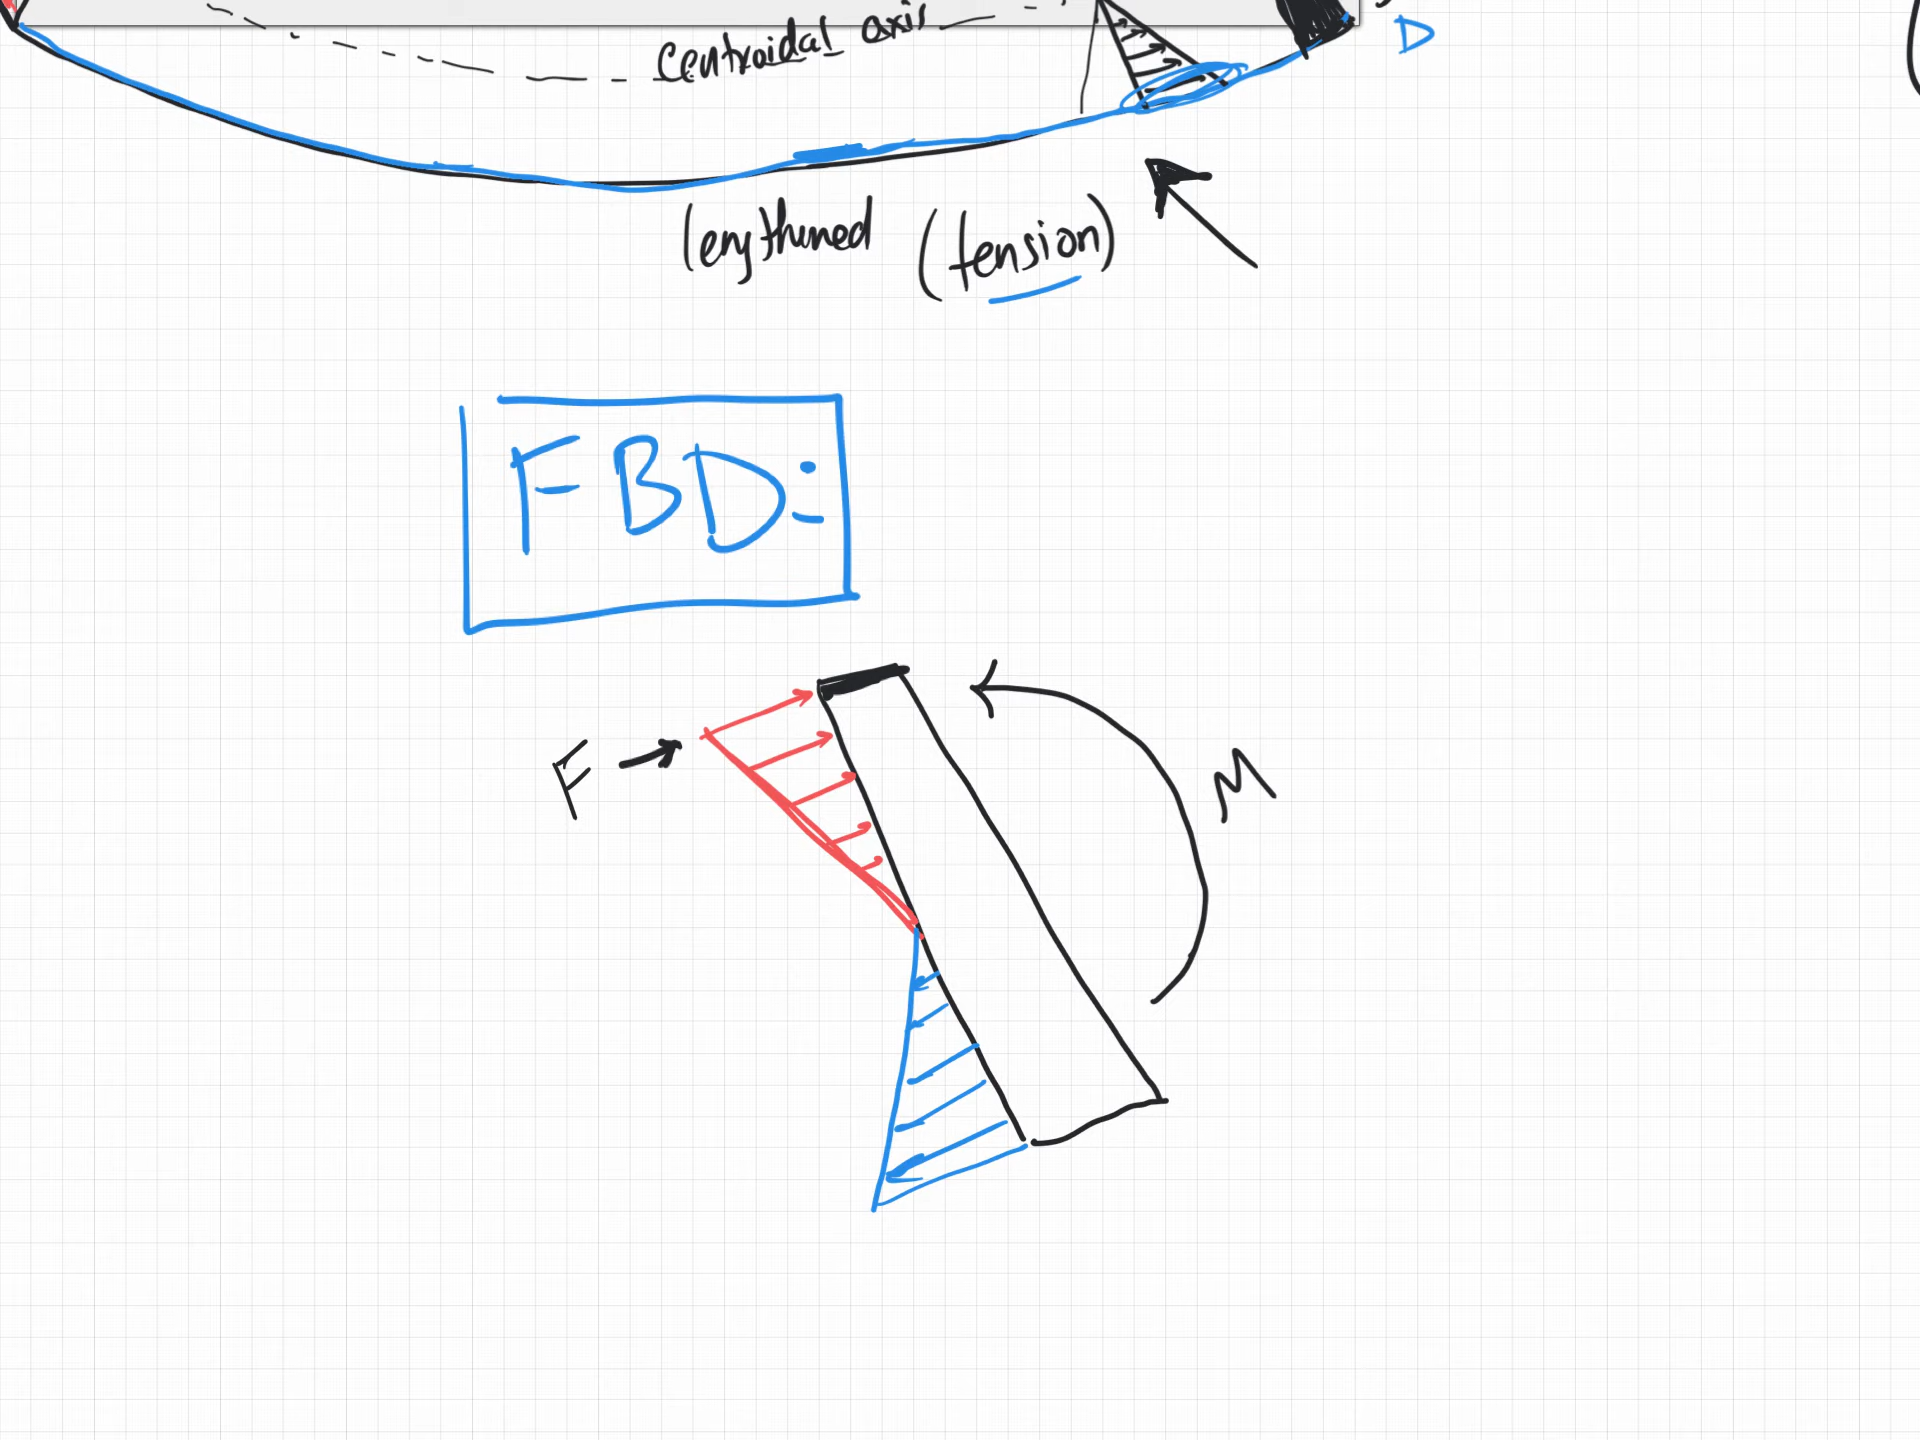 Centroidal axis
D
lengthened (tension)
FBD:
F
M